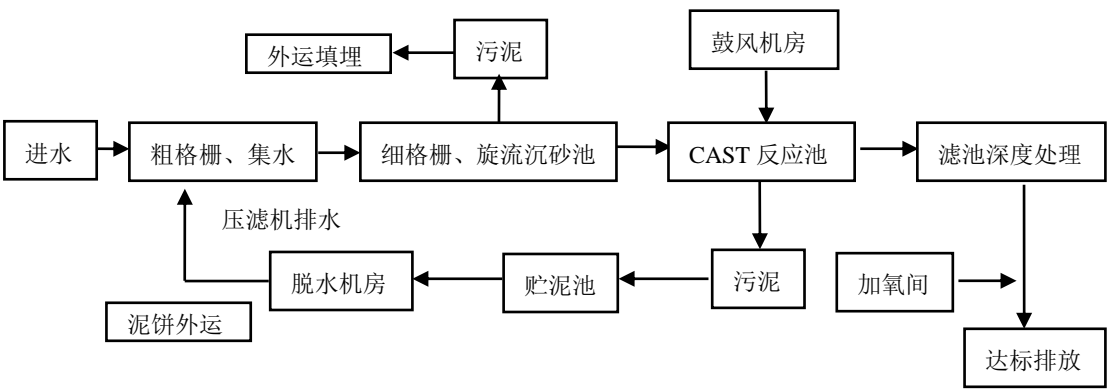 外运填埋
污泥
鼓风机房
进水
粗格栅、集水
细格栅、旋流沉砂池
CAST 反应池
滤池深度处理
压滤机排水
脱水机房
贮泥池
污泥
加氧间
泥饼外运
达标排放